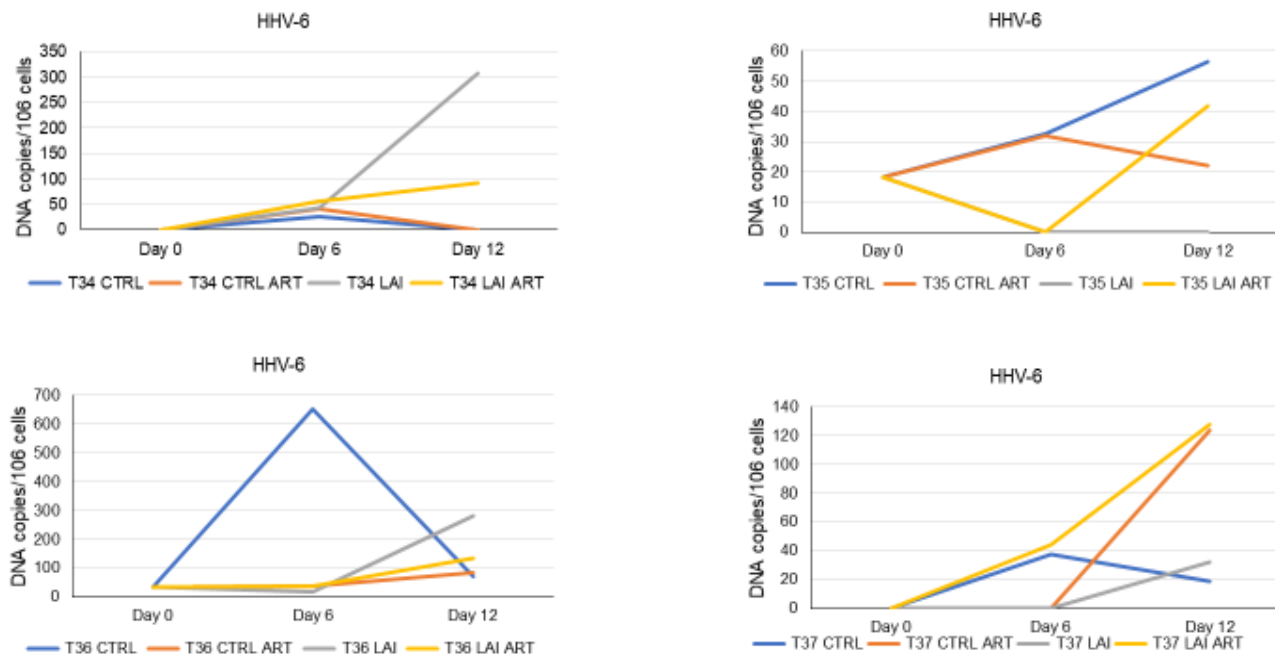 HHV-6
DNA copies/106 cells
350
300
250
200
150
100
50
0
Day 0 Day 6 Day 12
T34 CTRL T34 CTRL ART T34 LAI T34 LAI ART
HHV-6
DNA copies/106 cells
60
50
40
30
20
10
0
Day 0 Day 6 Day 12
T35 CTRL T35 CTRL ART T35 LAI T35 LAI ART
HHV-6
DNA copies/106 cells
700
600
500
400
300
200
100
0
Day 0 Day 6 Day 12
T36 CTRL T36 CTRL ART T36 LAI T36 LAI ART
HHV-6
DNA copies/106 cells
140
120
100
80
60
40
20
0
Day 0 Day 6 Day 12
T37 CTRL T37 CTRL ART T37 LAI T37 LAI ART